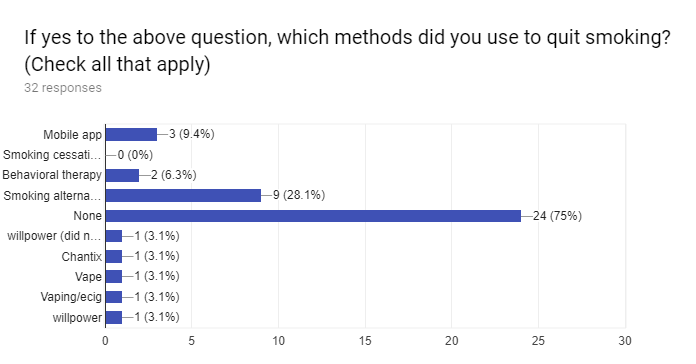 If yes to the above question, which methods did you use to quit smoking?
(Check all that apply)
32 responses
Mobile app 3 (9.4%)
Smoking cessati... 0 (0%)
Behavioral therapy 2 (6.3%)
Smoking alterna... 9 (28.1%)
None 24 (75%)
willpower (did n... 1 (3.1%)
Chantix 1 (3.1%)
Vape 1 (3.1%)
Vaping/ecig 1 (3.1%)
willpower 1 (3.1%)
0 5 10 15 20 25 30